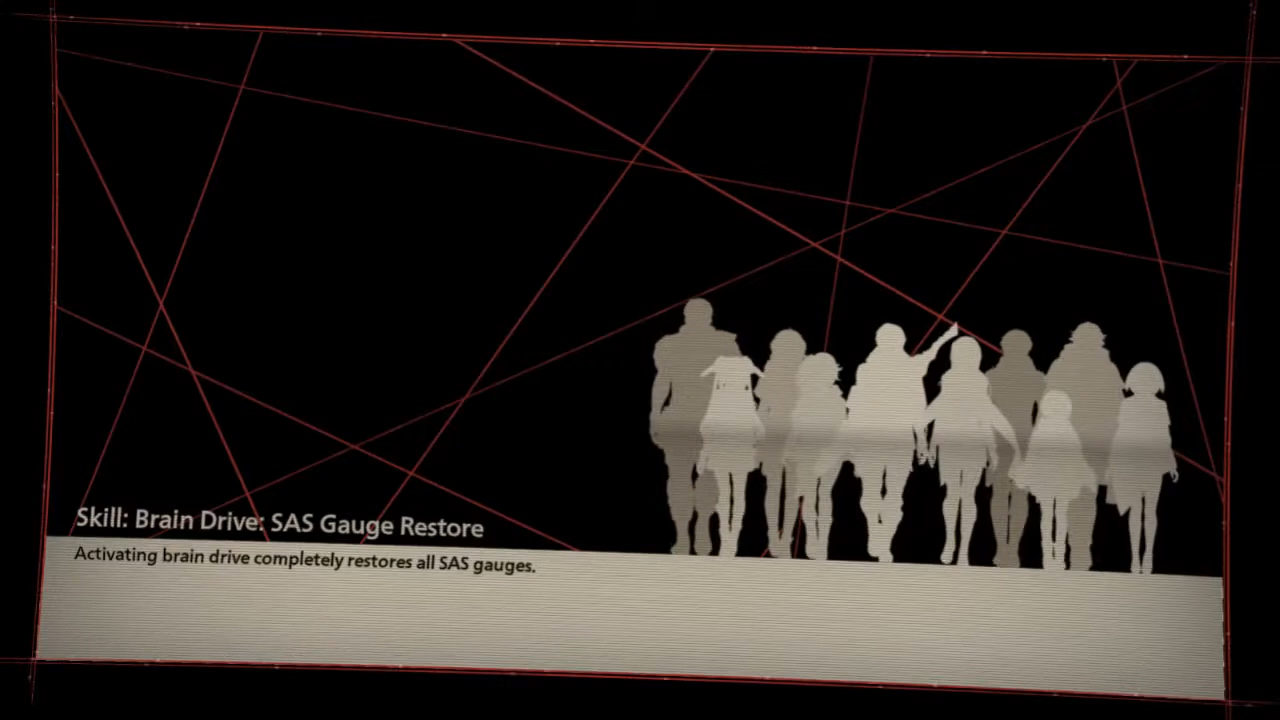 Skill: Brain Drive: SAS Gauge Restore
Activating brain drive completely restores all SAS gauges.